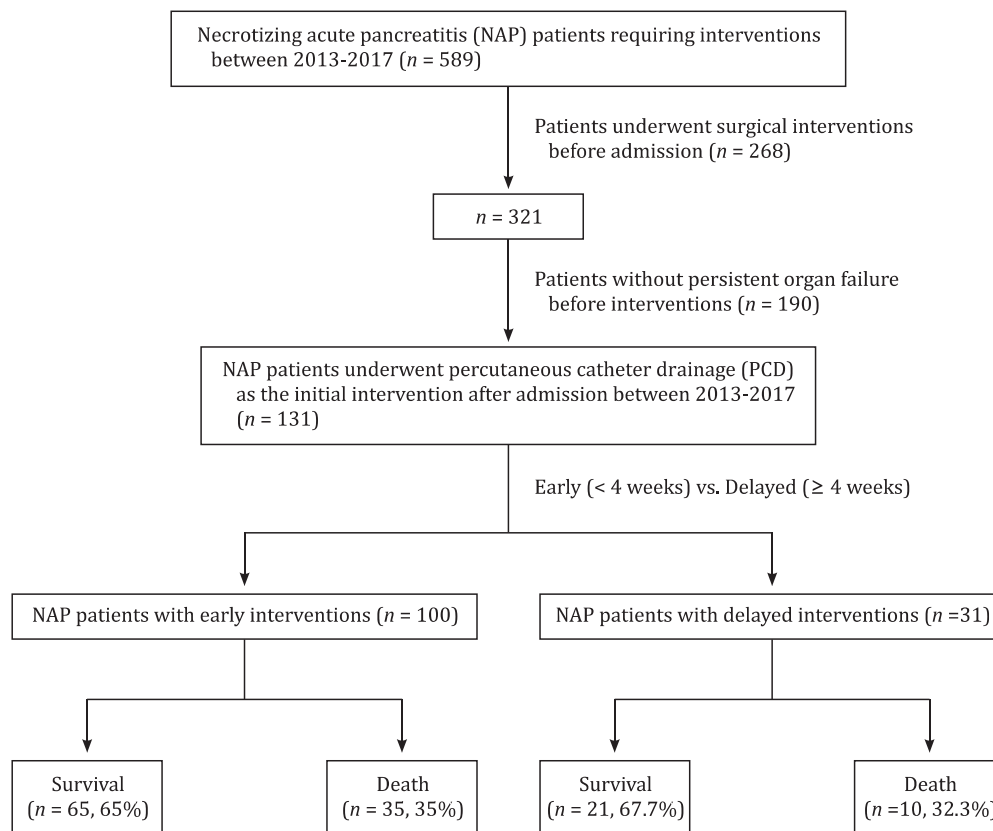 Necrotizing acute pancreatitis (NAP) patients requiring interventions
between 2013-2017 (n = 589)
Patients underwent surgical interventions
before admission (n = 268)
n = 321
Patients without persistent organ failure
before interventions (n = 190)
NAP patients underwent percutaneous catheter drainage (PCD)
as the initial intervention after admission between 2013-2017
(n = 131)
Early (< 4 weeks) vs. Delayed (≥ 4 weeks)
NAP patients with early interventions (n = 100)
NAP patients with delayed interventions (n =31)
Survival
(n = 65, 65%)
Death
(n = 35, 35%)
Survival
(n = 21, 67.7%)
Death
(n =10, 32.3%)